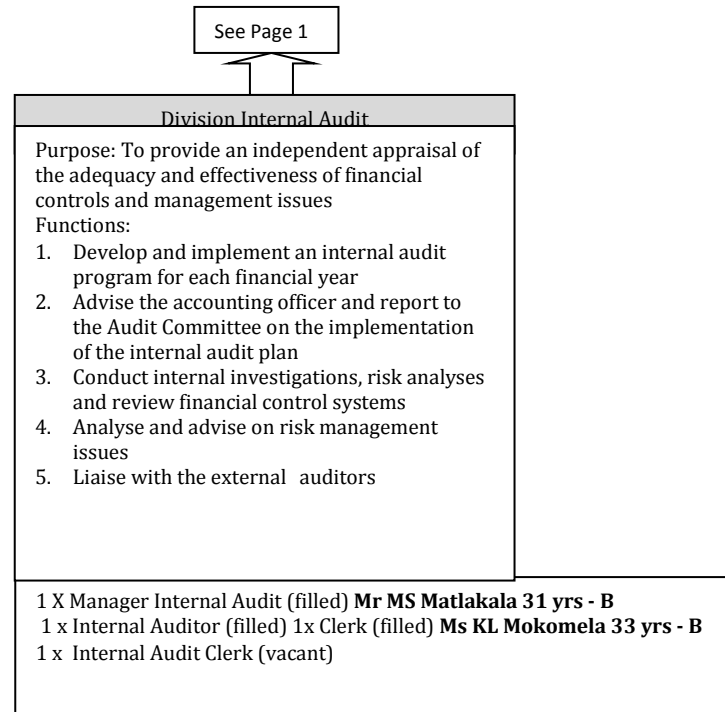 See Page 1
Division Internal Audit
Purpose: To provide an independent appraisal of
the adequacy and effectiveness of financial
controls and management issues
Functions:
1. Develop and implement an internal audit
program for each financial year
2. Advise the accounting officer and report to
the Audit Committee on the implementation
of the internal audit plan
3. Conduct internal investigations, risk analyses
and review financial control systems
4. Analyse and advise on risk management
issues
5. Liaise with the external auditors
1 X Manager Internal Audit (filled) Mr MS Matlakala 31 yrs - B
1 x Internal Auditor (filled) 1x Clerk (filled) Ms KL Mokomela 33 yrs - B
1 x Internal Audit Clerk (vacant)